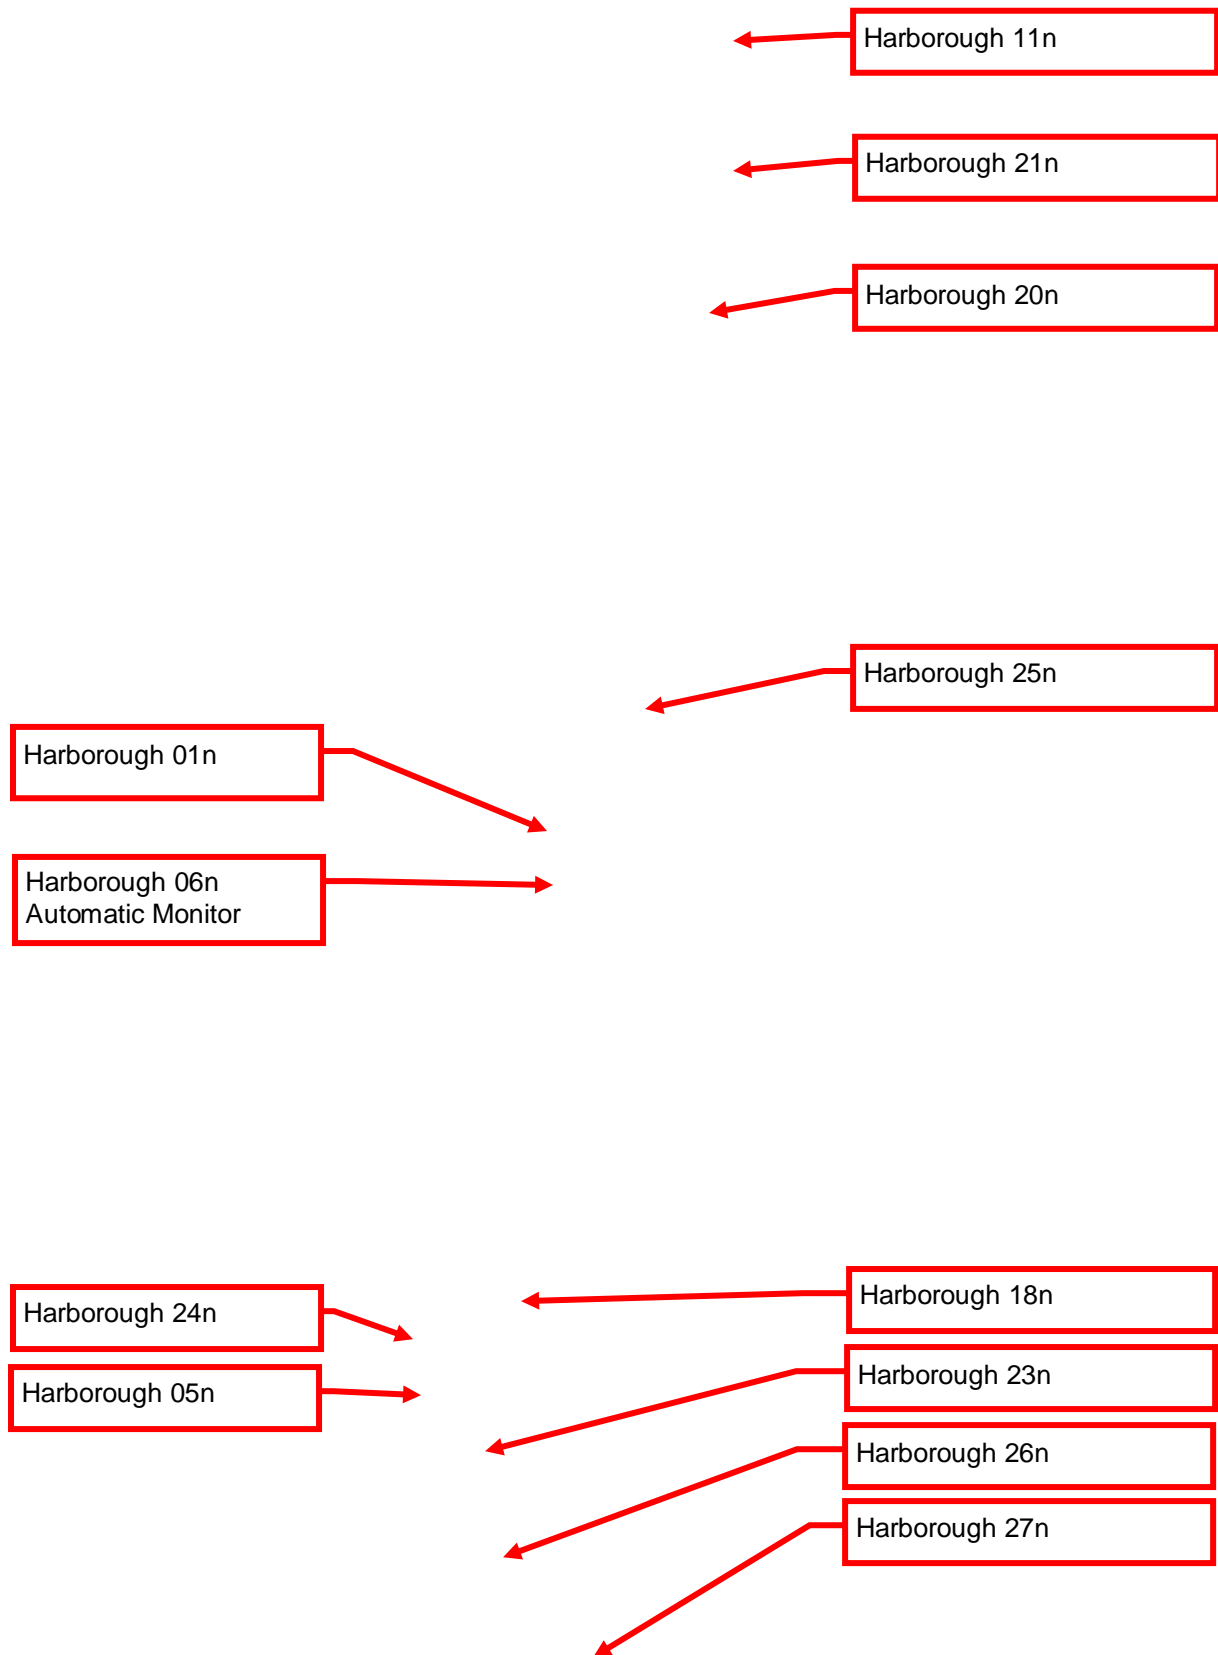 Harborough 11n
Harborough 21n
Harborough 20n
Harborough 25n
Harborough 01n
Harborough 06n
Automatic Monitor
Harborough 24n
Harborough 18n
Harborough 05n
Harborough 23n
Harborough 26n
Harborough 27n